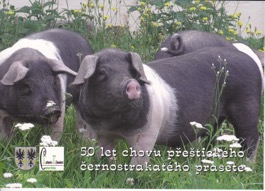 50 let chovu přeštického
černostrakatého prasete